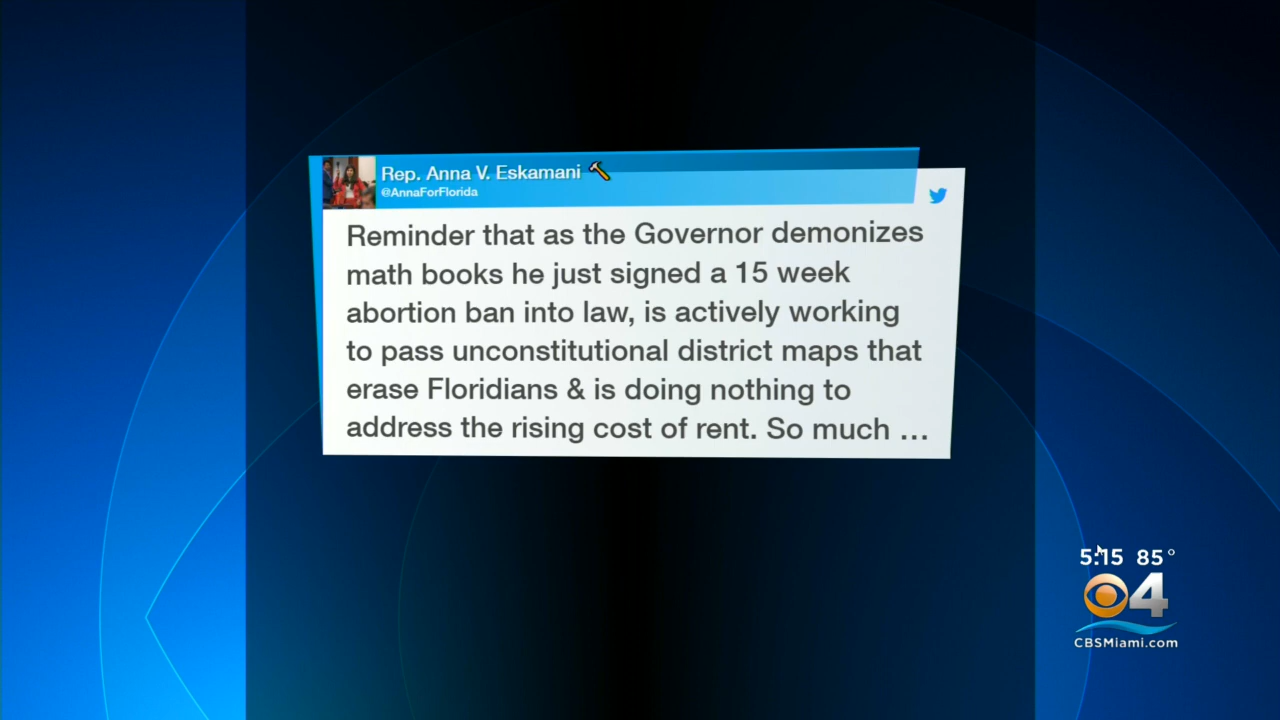 Rep. Anna V. Eskamani 🔨
@AnnaForFlorida
Reminder that as the Governor demonizes
math books he just signed a 15 week
abortion ban into law, is actively working
to pass unconstitutional district maps that
erase Floridians & is doing nothing to
address the rising cost of rent. So much ...
5:15 85°
4
CBSMiami.com